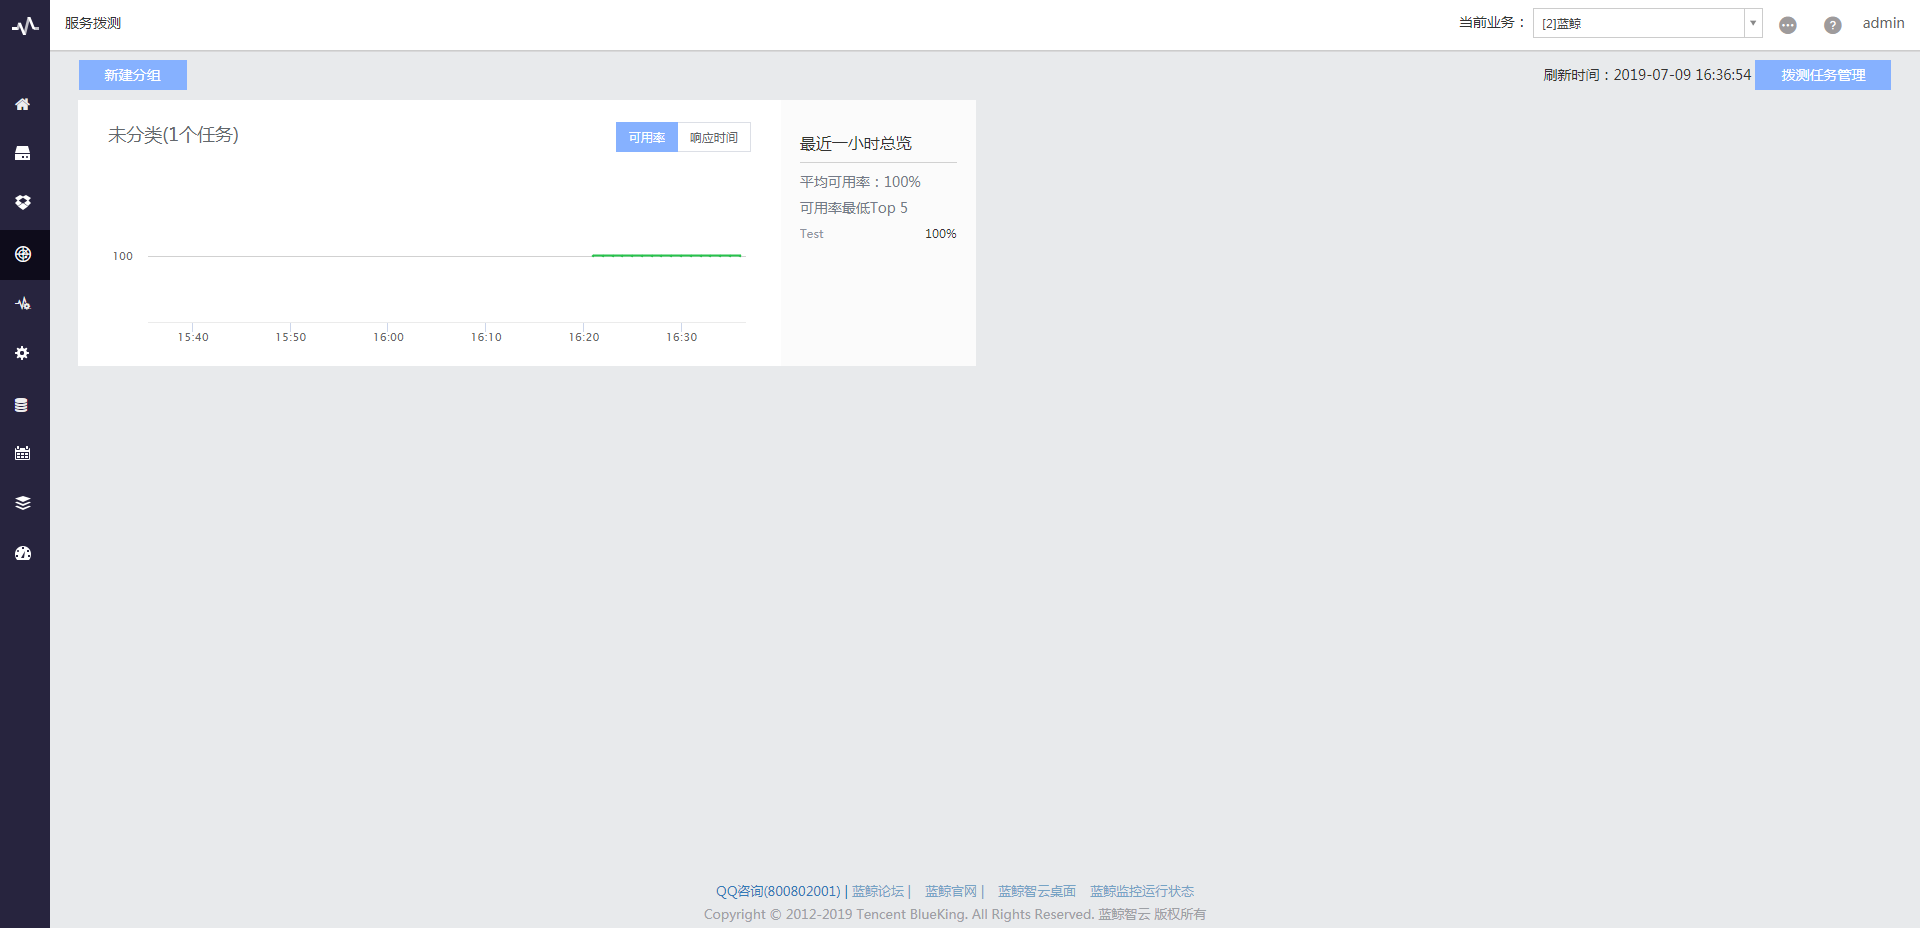 服务拨测
当前业务： [2]蓝鲸 admin
新建分组
刷新时间：2019-07-09 16:36:54 拨测任务管理
未分类(1个任务)
可用率 响应时间
100
15:40 15:50 16:00 16:10 16:20 16:30
最近一小时总览
平均可用率：100%
可用率最低Top 5
Test 100%
QQ咨询(800802001) | 蓝鲸论坛 | 蓝鲸官网 | 蓝鲸智云桌面 蓝鲸监控运行状态
Copyright © 2012-2019 Tencent BlueKing. All Rights Reserved. 蓝鲸智云 版权所有